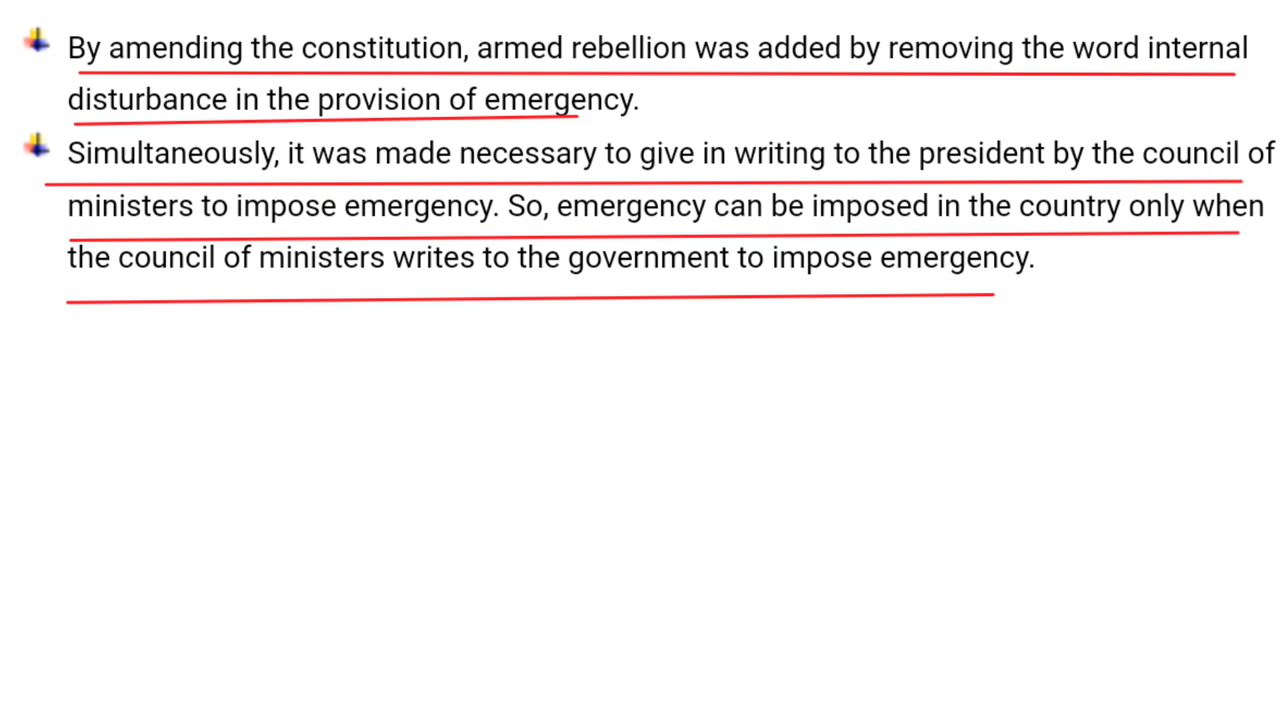 By amending the constitution, armed rebellion was added by removing the word internal
disturbance in the provision of emergency.
Simultaneously, it was made necessary to give in writing to the president by the council of
ministers to impose emergency. So, emergency can be imposed in the country only when
the council of ministers writes to the government to impose emergency.